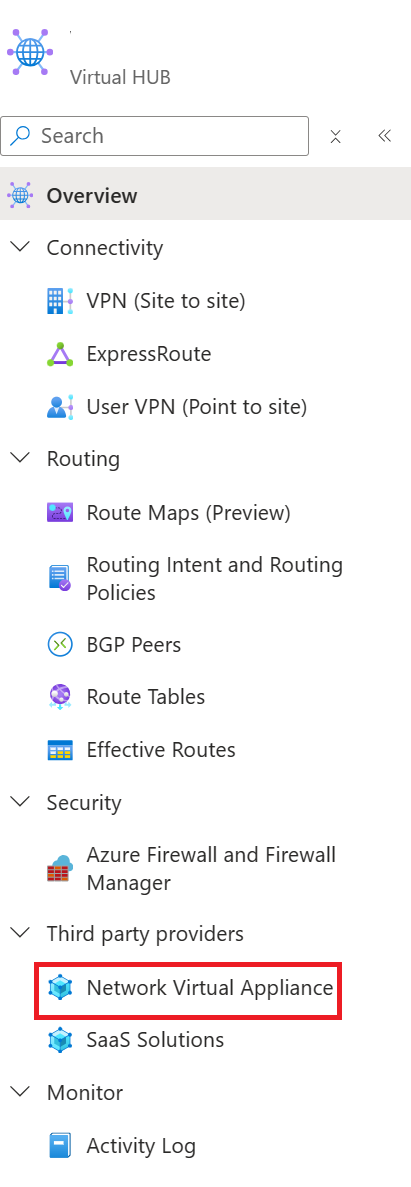 Virtual HUB
Search
Overview
Connectivity
VPN (Site to site)
ExpressRoute
User VPN (Point to site)
Routing
Route Maps (Preview)
Routing Intent and Routing
Policies
BGP Peers
Route Tables
Effective Routes
Security
Azure Firewall and Firewall
Manager
Third party providers
Network Virtual Appliance
SaaS Solutions
Monitor
Activity Log